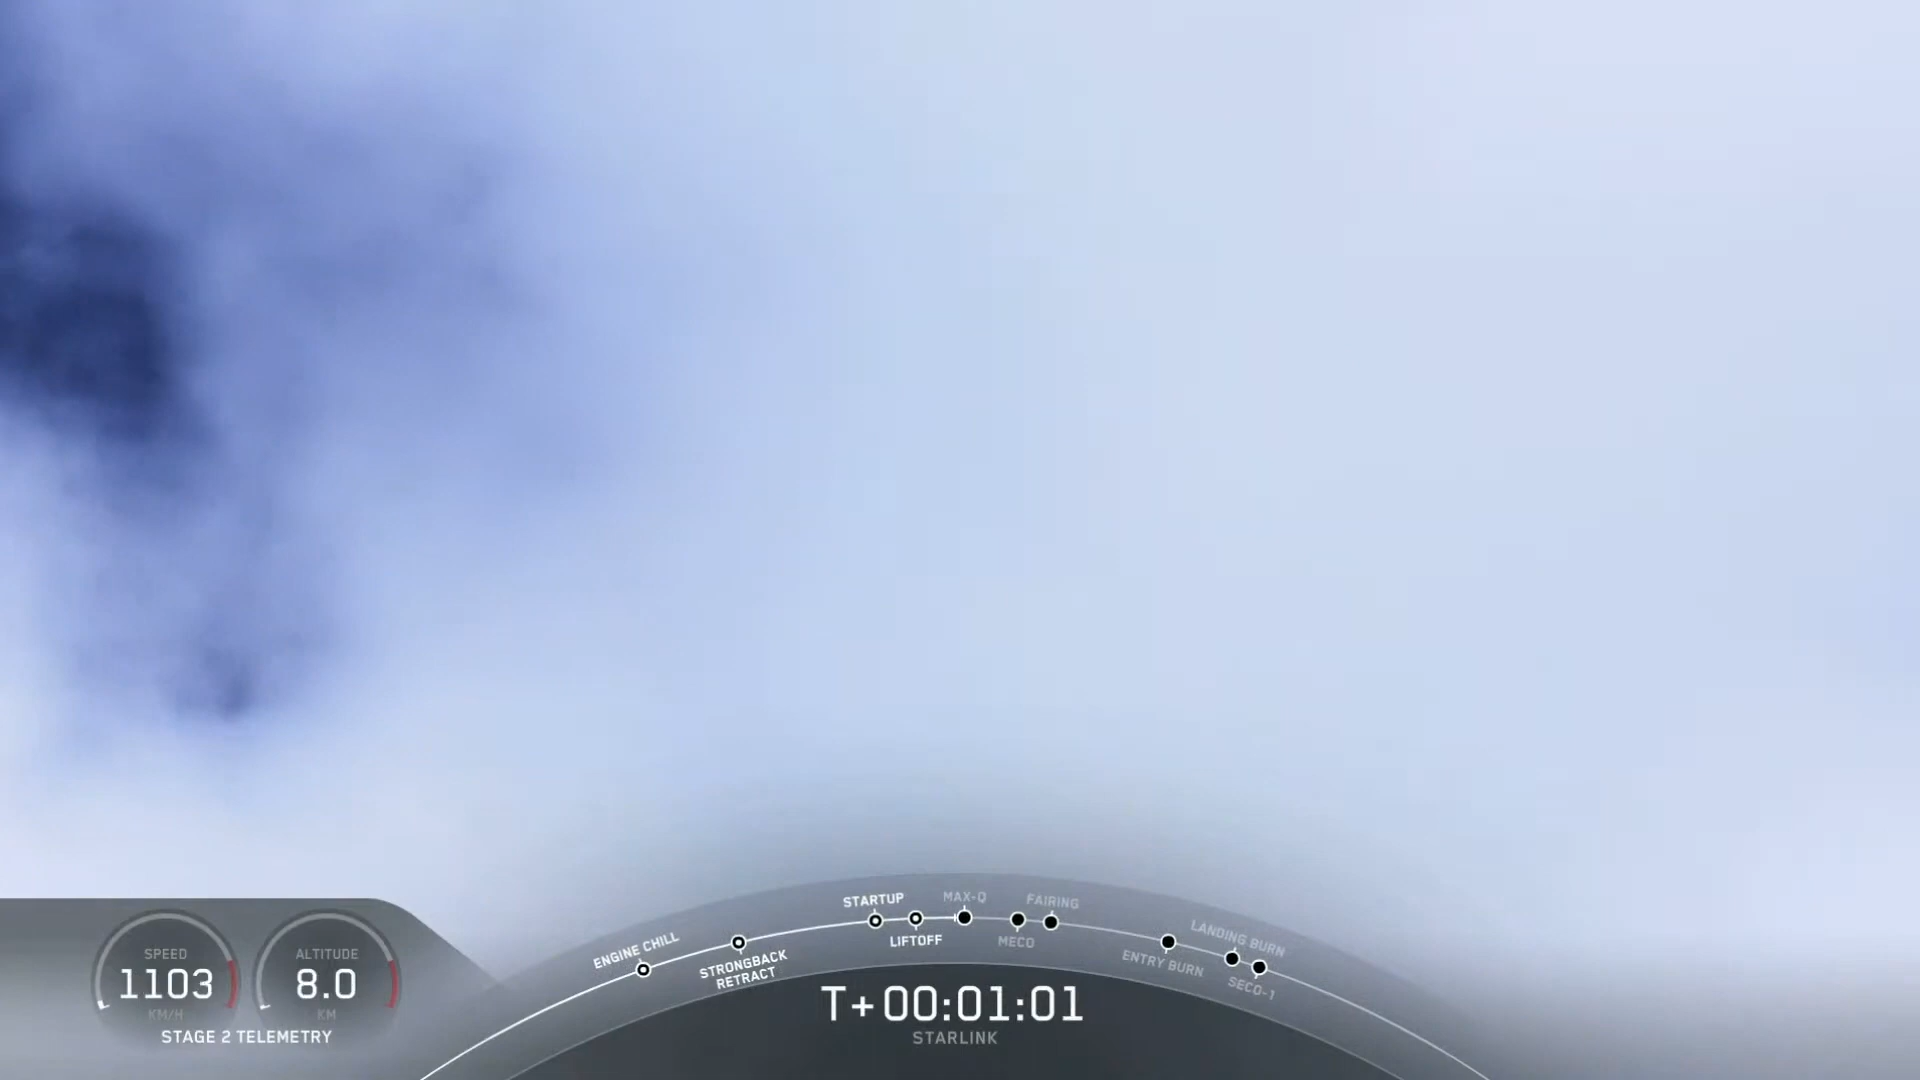 STARTUP
MAX-Q
FAIRING
ENGINE CHILL
STRONGBACK
RETRACT
LIFTOFF
MECO
ENTRY BURN
LANDING BURN
SECO-1
SPEED
1103
KM/H
ALTITUDE
8.0
KM
STAGE 2 TELEMETRY
T+00:01:01
STARLINK